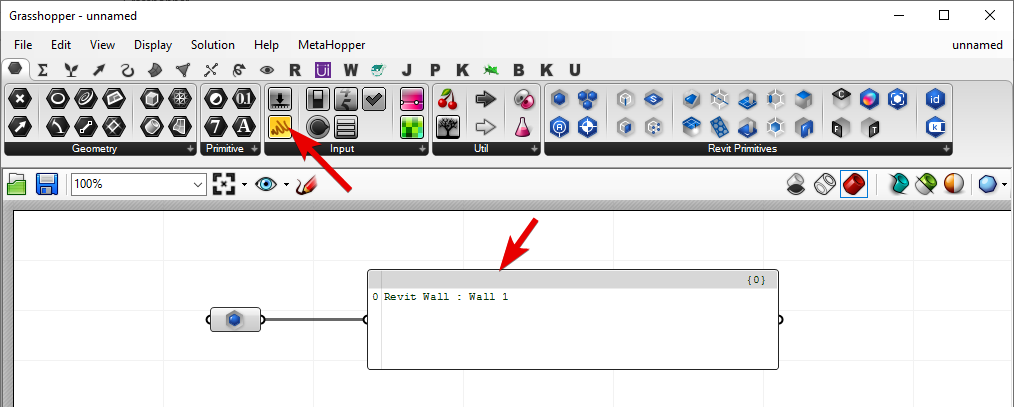 Grasshopper - unnamed
File Edit View Display Solution Help MetaHopper unnamed
Σ R Ui W J P K B K U
0.1 id
7 A A F T K
Geometry Primitive Input Util Revit Primitives
100%
{0}
0 Revit Wall : Wall 1